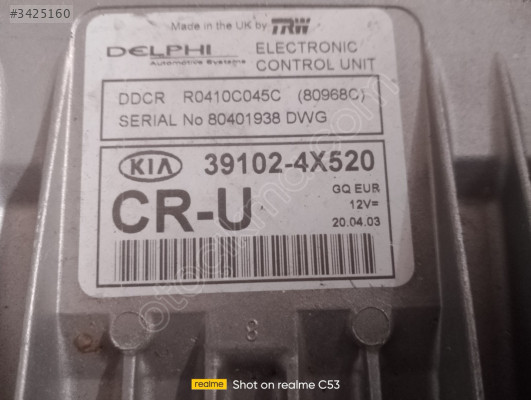 #3425160
Made in the UK by TRW
DELPHI
Automotive Systems
ELECTRONIC
CONTROL UNIT
DDCR R0410C045C (80968C)
SERIAL No 80401938 DWG
KIA 39102-4X520
CR-U
GQ EUR
12V=
20.04.03
8
realme Shot on realme C53